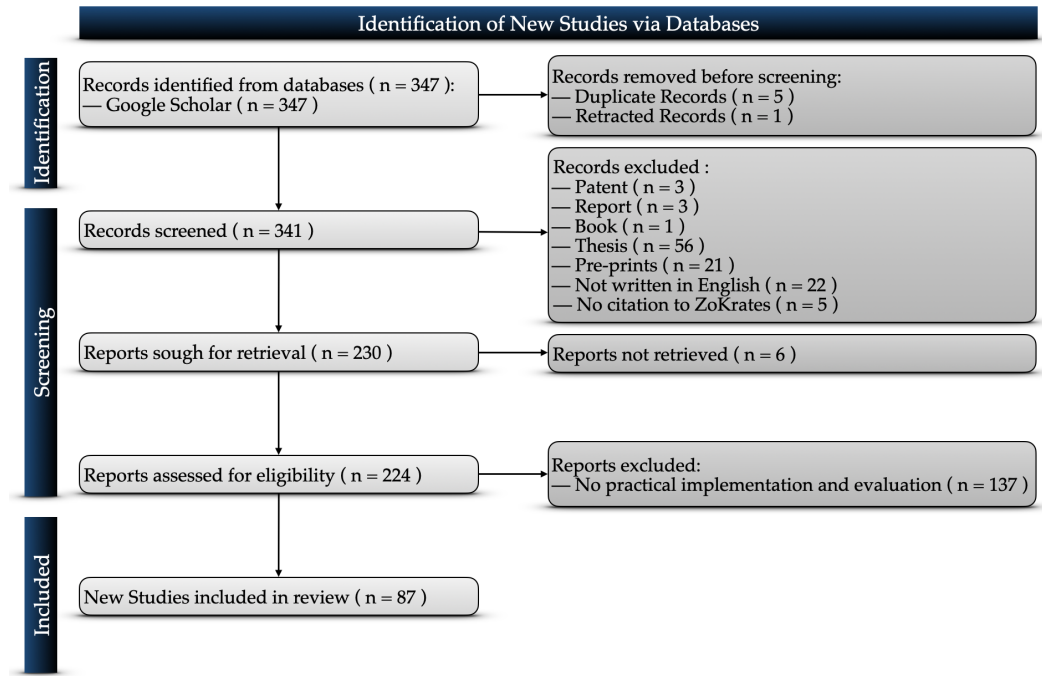 Identification of New Studies via Databases
Identification
Records identified from databases ( n = 347 ):
— Google Scholar ( n = 347 )
Records removed before screening:
— Duplicate Records ( n = 5 )
— Retracted Records ( n = 1 )
Screening
Records screened ( n = 341 )
Records excluded :
— Patent ( n = 3 )
— Report ( n = 3 )
— Book ( n = 1 )
— Thesis ( n = 56 )
— Pre-prints ( n = 21 )
— Not written in English ( n = 22 )
— No citation to ZoKrates ( n = 5 )
Reports sough for retrieval ( n = 230 )
Reports not retrieved ( n = 6 )
Reports assessed for eligibility ( n = 224 )
Reports excluded:
— No practical implementation and evaluation ( n = 137 )
Included
New Studies included in review ( n = 87 )